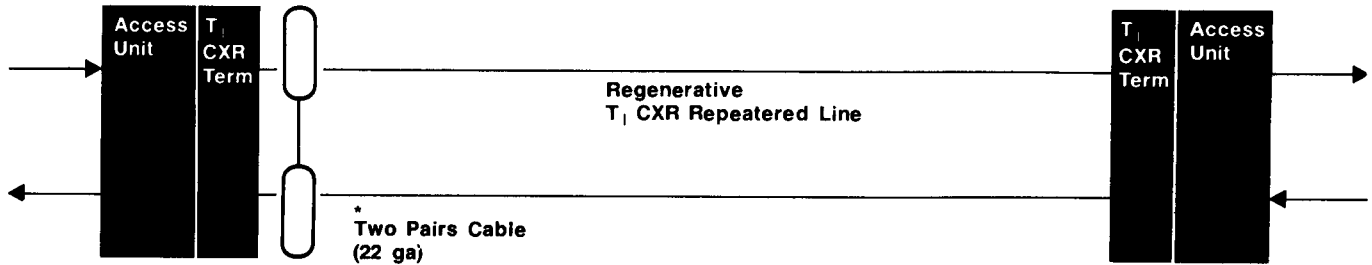 Access Unit
T1 CXR Term
T1 CXR Term
Access Unit
Regenerative
T1 CXR Repeatered Line
*
Two Pairs Cable
(22 ga)